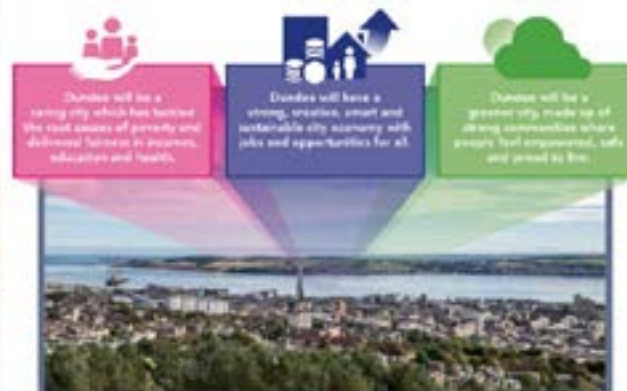 Dundee will be a
caring city which has tackled
the root causes of poverty and
delivered fairness in incomes,
education and health.
Dundee will have a
strong, creative, smart and
sustainable city economy with
jobs and opportunities for all.
Dundee will be a
greener city, made up of
strong communities where
people feel empowered, safe
and proud to live.